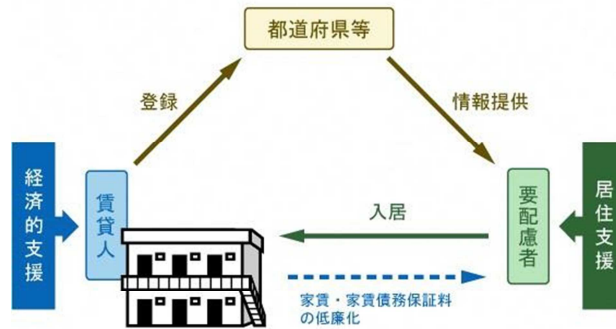 都道府県等
登録
情報提供
経済的支援
賃貸人
入居
要配慮者
居住支援
家賃・家賃債務保証料
の低廉化